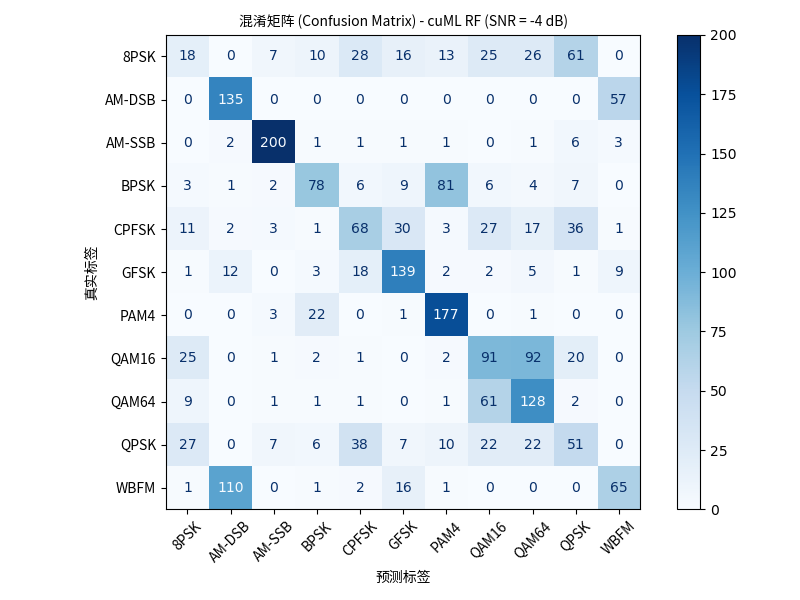 混淆矩阵 (Confusion Matrix) - cuML RF (SNR = -4 dB)
8PSK 18 0 7 10 28 16 13 25 26 61 0
AM-DSB 0 135 0 0 0 0 0 0 0 0 57
AM-SSB 0 2 200 1 1 1 1 0 1 6 3
BPSK 3 1 2 78 6 9 81 6 4 7 0
CPFSK 11 2 3 1 68 30 3 27 17 36 1
GFSK 1 12 0 3 18 139 2 2 5 1 9
PAM4 0 0 3 22 0 1 177 0 1 0 0
QAM16 25 0 1 2 1 0 2 91 92 20 0
QAM64 9 0 1 1 1 0 1 61 128 2 0
QPSK 27 0 7 6 38 7 10 22 22 51 0
WBFM 1 110 0 1 2 16 1 0 0 0 65
8PSK AM-DSB AM-SSB BPSK CPFSK GFSK PAM4 QAM16 QAM64 QPSK WBFM
预测标签
真实标签
200
175
150
125
100
75
50
25
0